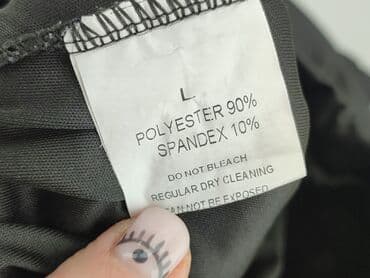 L
POLYESTER 90%
SPANDEX 10%
DO NOT BLEACH
REGULAR DRY CLEANING
CAN NOT BE EXPOSED